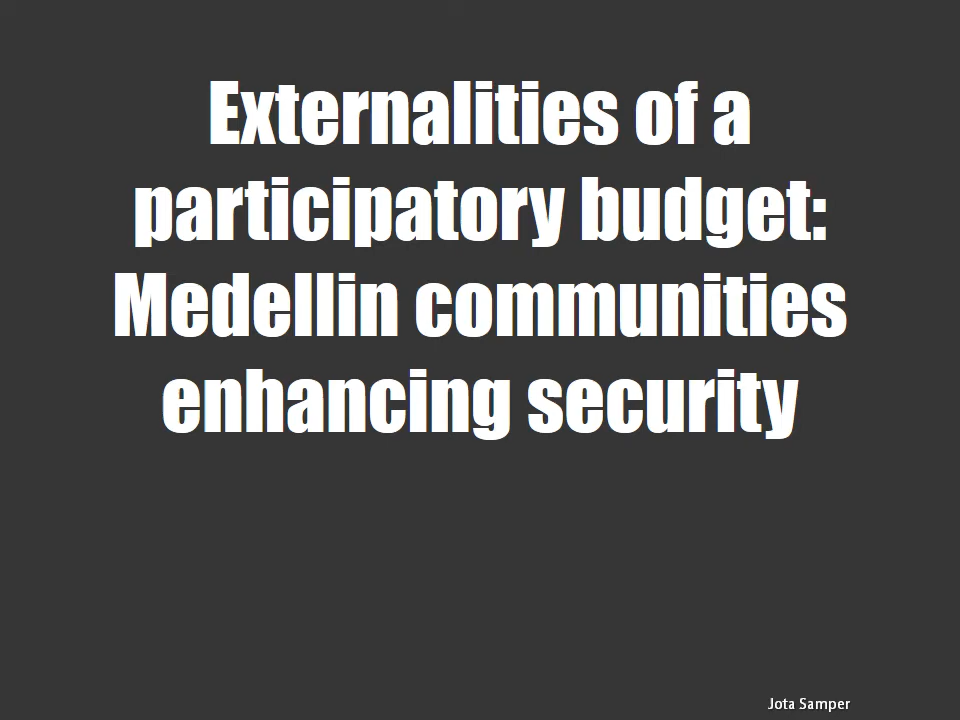 Externalities of a
participatory budget:
Medellin communities
enhancing security
Jota Samper